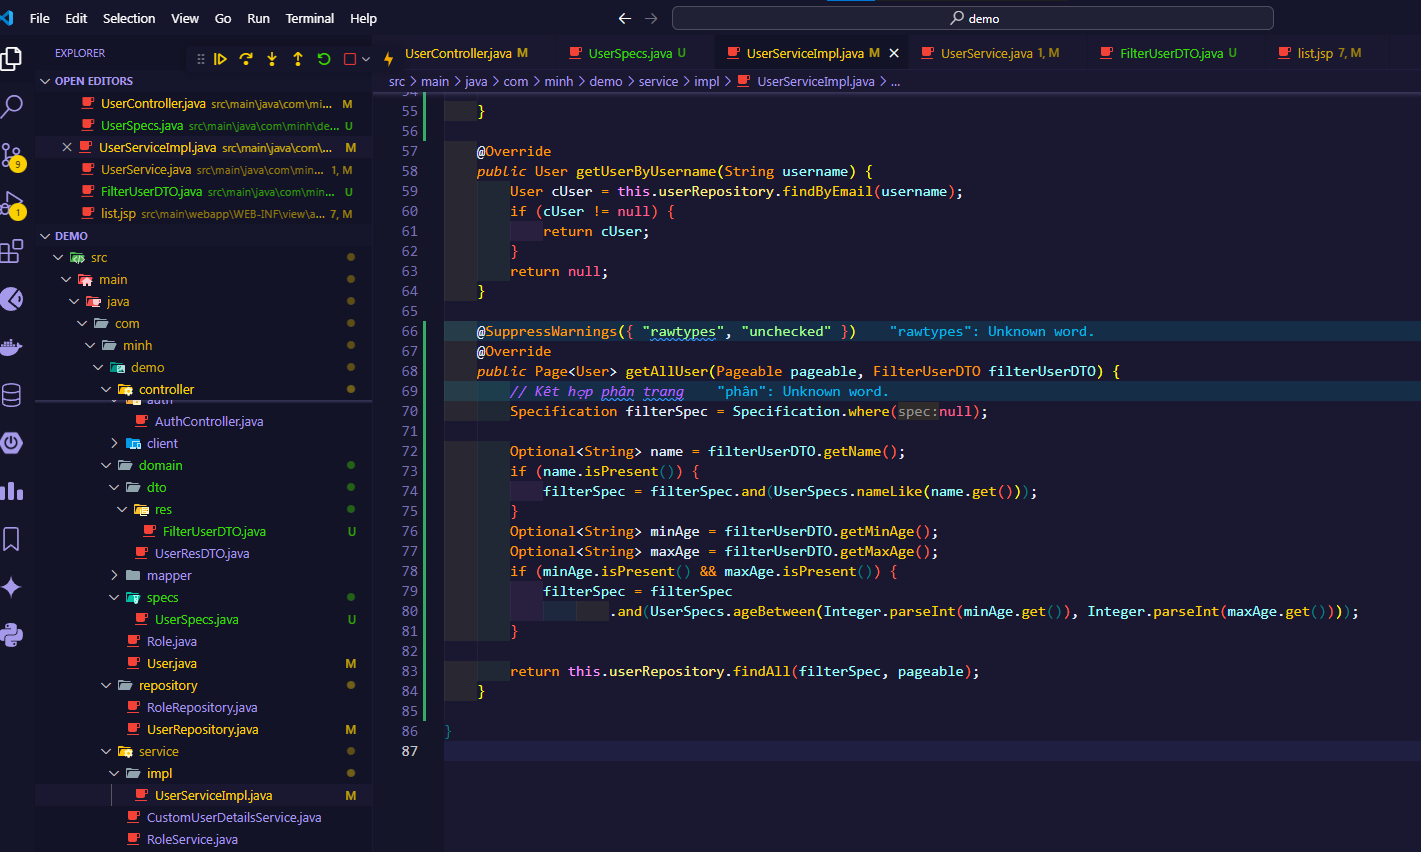 File Edit Selection View Go Run Terminal Help
demo
EXPLORER
UserController.java M
UserSpecs.java U
UserServiceImpl.java M
UserService.java 1, M
FilterUserDTO.java U
list.jsp 7, M
src > main > java > com > minh > demo > service > impl > UserServiceImpl.java > ...
OPEN EDITORS
UserController.java src\main\java\com\mi... M
UserSpecs.java src\main\java\com\minh\de... U
UserServiceImpl.java src\main\java\com\... M
UserService.java src\main\java\com\min... 1, M
FilterUserDTO.java src\main\java\com\min... U
list.jsp src\main\webapp\WEB-INF\view\a... 7, M
9
1
DEMO
src
main
java
com
minh
demo
controller
auth
AuthController.java
client
domain
dto
res
FilterUserDTO.java U
UserResDTO.java
mapper
specs
UserSpecs.java U
Role.java
User.java M
repository
RoleRepository.java
UserRepository.java M
service
impl
UserServiceImpl.java M
CustomUserDetailsService.java
RoleService.java
54
55 }
56
57 @Override
58 public User getUserByUsername(String username) {
59 User cUser = this.userRepository.findByEmail(username);
60 if (cUser != null) {
61 return cUser;
62 }
63 return null;
64 }
65
66 @SuppressWarnings({ "rawtypes", "unchecked" }) "rawtypes": Unknown word.
67 @Override
68 public Page<User> getAllUser(Pageable pageable, FilterUserDTO filterUserDTO) {
69 // Kêt hợp phân trang "phân": Unknown word.
70 Specification filterSpec = Specification.where(spec:null);
71
72 Optional<String> name = filterUserDTO.getName();
73 if (name.isPresent()) {
74 filterSpec = filterSpec.and(UserSpecs.nameLike(name.get()));
75 }
76 Optional<String> minAge = filterUserDTO.getMinAge();
77 Optional<String> maxAge = filterUserDTO.getMaxAge();
78 if (minAge.isPresent() && maxAge.isPresent()) {
79 filterSpec = filterSpec
80 .and(UserSpecs.ageBetween(Integer.parseInt(minAge.get()), Integer.parseInt(maxAge.get())));
81 }
82
83 return this.userRepository.findAll(filterSpec, pageable);
84 }
85
86 }
87